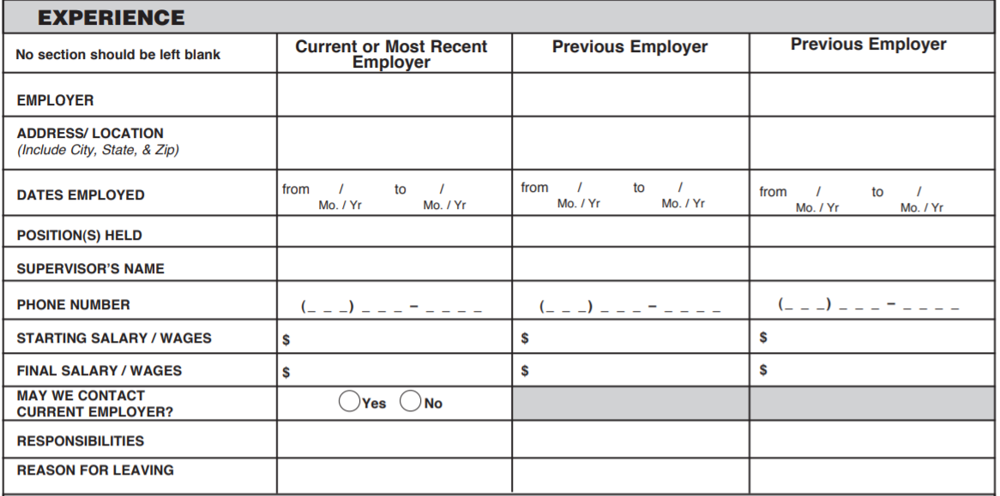 EXPERIENCE
No section should be left blank
Current or Most Recent
Employer
Previous Employer
Previous Employer
EMPLOYER
ADDRESS/ LOCATION
(Include City, State, & Zip)
DATES EMPLOYED
from / to /
Mo. / Yr Mo. / Yr
from / to /
Mo. / Yr Mo. / Yr
from / to /
Mo. / Yr Mo. / Yr
POSITION(S) HELD
SUPERVISOR’S NAME
PHONE NUMBER
(_ _ _) _ _ _ – _ _ _ _
(_ _ _) _ _ _ – _ _ _ _
(_ _ _) _ _ _ – _ _ _ _
STARTING SALARY / WAGES
$
$
$
FINAL SALARY / WAGES
$
$
$
MAY WE CONTACT
CURRENT EMPLOYER?
Yes No
RESPONSIBILITIES
REASON FOR LEAVING